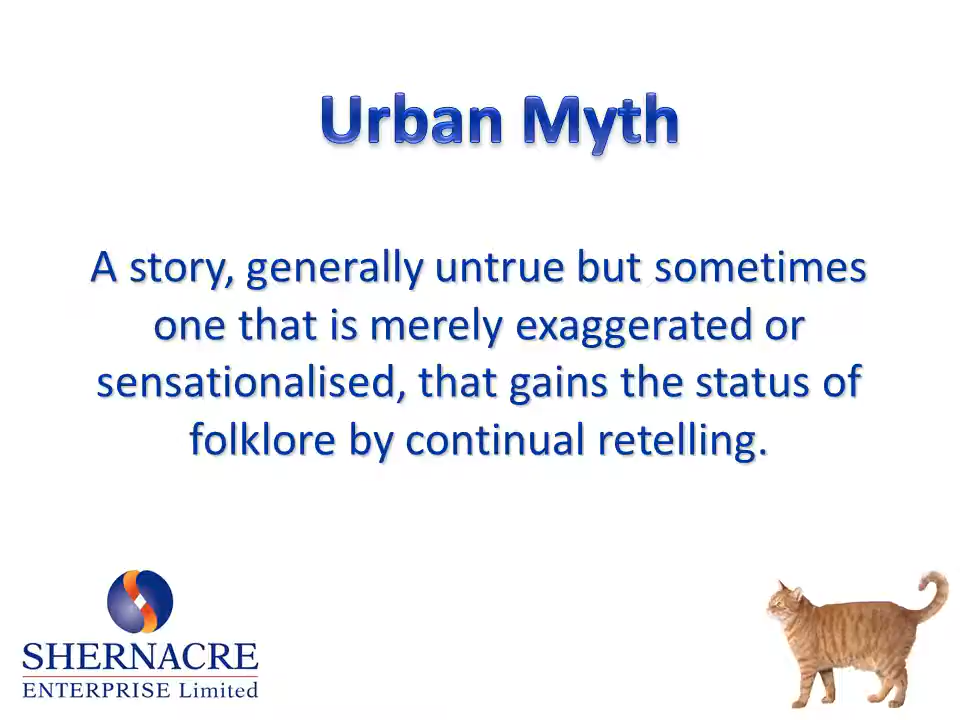 Urban Myth
A story, generally untrue but sometimes
one that is merely exaggerated or
sensationalised, that gains the status of
folklore by continual retelling.
SHERNACRE
ENTERPRISE Limited